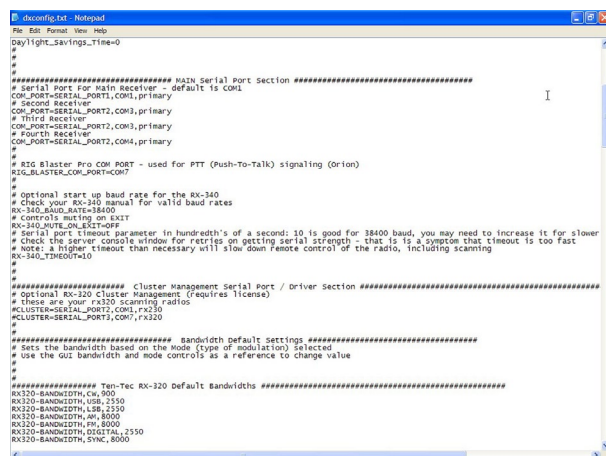 dxconfig.txt - Notepad
File Edit Format View Help
Daylight_Savings_Time=0
#
#
#
################################## MAIN Serial Port Section ######################################
# Serial Port For Main Receiver - default is COM1
COM_PORT=SERIAL_PORT1,COM1,primary
# Second Receiver
COM_PORT=SERIAL_PORT2,COM3,primary
# Third Receiver
COM_PORT=SERIAL_PORT2,COM3,primary
# Fourth Receiver
COM_PORT=SERIAL_PORT2,COM4,primary
#
#
# RIG Blaster Pro COM PORT - used for PTT (Push-To-Talk) signaling (Orion)
RIG_BLASTER_COM_PORT=COM7
#
#
# Optional start up baud rate for the RX-340
# Check your RX-340 manual for valid baud rates
RX-340_BAUD_RATE=38400
# Controls muting on EXIT
RX-340_MUTE_ON_EXIT=OFF
# Serial port timeout parameter in hundredth's of a second: 10 is good for 38400 baud, you may need to increase it for slower
# Check the server console window for retries on getting serial strength - that is is a symptom that timeout is too fast
# Note: a higher timeout than necessary will slow down remote control of the radio, including scanning
RX-340_TIMEOUT=10
#
#
#
######################## Cluster Management Serial Port / Driver Section ###################################################
# Optional RX-320 Cluster Management (requires license)
# these are your rx320 scanning radios
#CLUSTER=SERIAL_PORT2,COM1,rx230
#CLUSTER=SERIAL_PORT3,COM7,rx320
#
#
################################## Bandwidth Default Settings ####################################
# Sets the bandwidth based on the Mode (type of modulation) selected
# Use the GUI bandwidth and mode controls as a reference to change value
#
#
#
################## Ten-Tec RX-320 Default Bandwidths ####################################################
RX320-BANDWIDTH,CW,900
RX320-BANDWIDTH,USB,2550
RX320-BANDWIDTH,LSB,2550
RX320-BANDWIDTH,AM,8000
RX320-BANDWIDTH,FM,8000
RX320-BANDWIDTH,DIGITAL,2550
RX320-BANDWIDTH,SYNC,8000